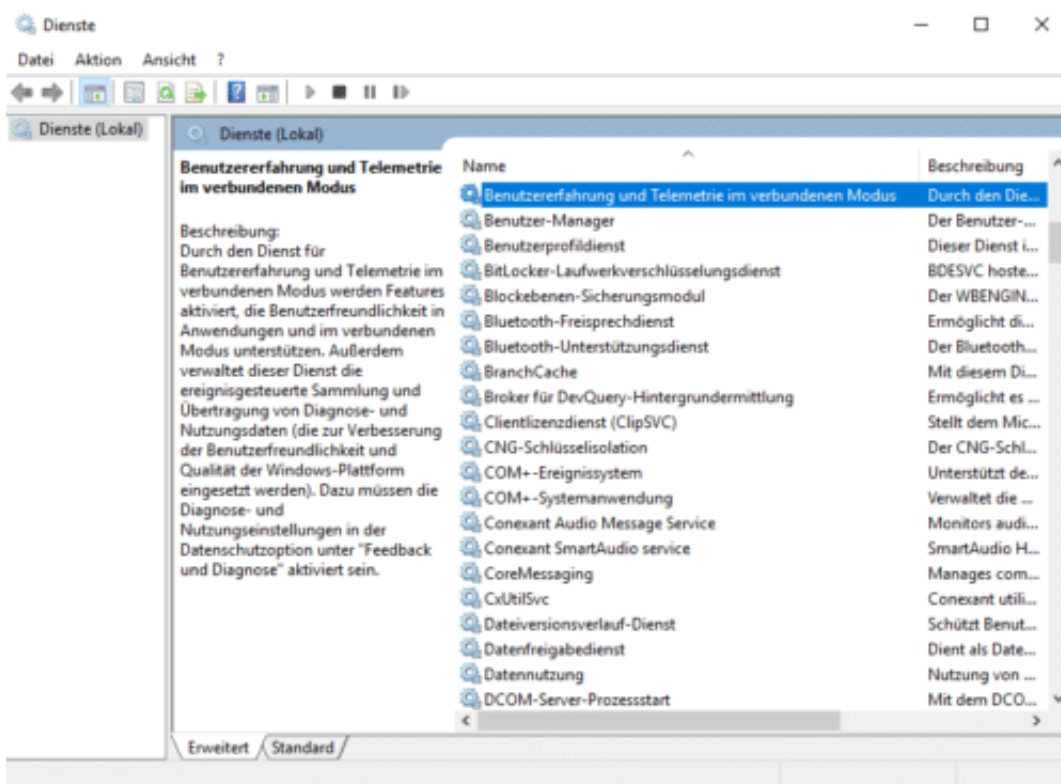 Dienste
Datei Aktion Ansicht ?
Dienste (Lokal)
Dienste (Lokal)
Benutzererfahrung und Telemetrie
im verbundenen Modus
Beschreibung:
Durch den Dienst für
Benutzererfahrung und Telemetrie im
verbundenen Modus werden Features
aktiviert, die Benutzerfreundlichkeit in
Anwendungen und im verbundenen
Modus unterstützen. Außerdem
verwaltet dieser Dienst die
ereignisgesteuerte Sammlung und
Übertragung von Diagnose- und
Nutzungsdaten (die zur Verbesserung
der Benutzerfreundlichkeit und
Qualität der Windows-Plattform
eingesetzt werden). Dazu müssen die
Diagnose- und
Nutzungseinstellungen in der
Datenschutzoption unter "Feedback
und Diagnose" aktiviert sein.
Name Beschreibung
Benutzererfahrung und Telemetrie im verbundenen Modus Durch den Die...
Benutzer-Manager Der Benutzer-...
Benutzerprofildienst Dieser Dienst i...
BitLocker-Laufwerkverschlüsselungsdienst BDESVC hoste...
Blockebenen-Sicherungsmodul Der WBENGIN...
Bluetooth-Freisprechdienst Ermöglicht di...
Bluetooth-Unterstützungsdienst Der Bluetooth...
BranchCache Mit diesem Di...
Broker für DevQuery-Hintergrundermittlung Ermöglicht es ...
Clientlizenzdienst (ClipSVC) Stellt dem Mic...
CNG-Schlüsselisolation Der CNG-Schl...
COM+-Ereignissystem Unterstützt de...
COM+-Systemanwendung Verwaltet die ...
Conexant Audio Message Service Monitors audi...
Conexant SmartAudio service SmartAudio H...
CoreMessaging Manages com...
CxUtilSvc Conexant utili...
Dateiversionsverlauf-Dienst Schützt Benut...
Datenfreigabedienst Dient als Date...
Datennutzung Nutzung von ...
DCOM-Server-Prozessstart Mit dem DCO...
Erweitert Standard